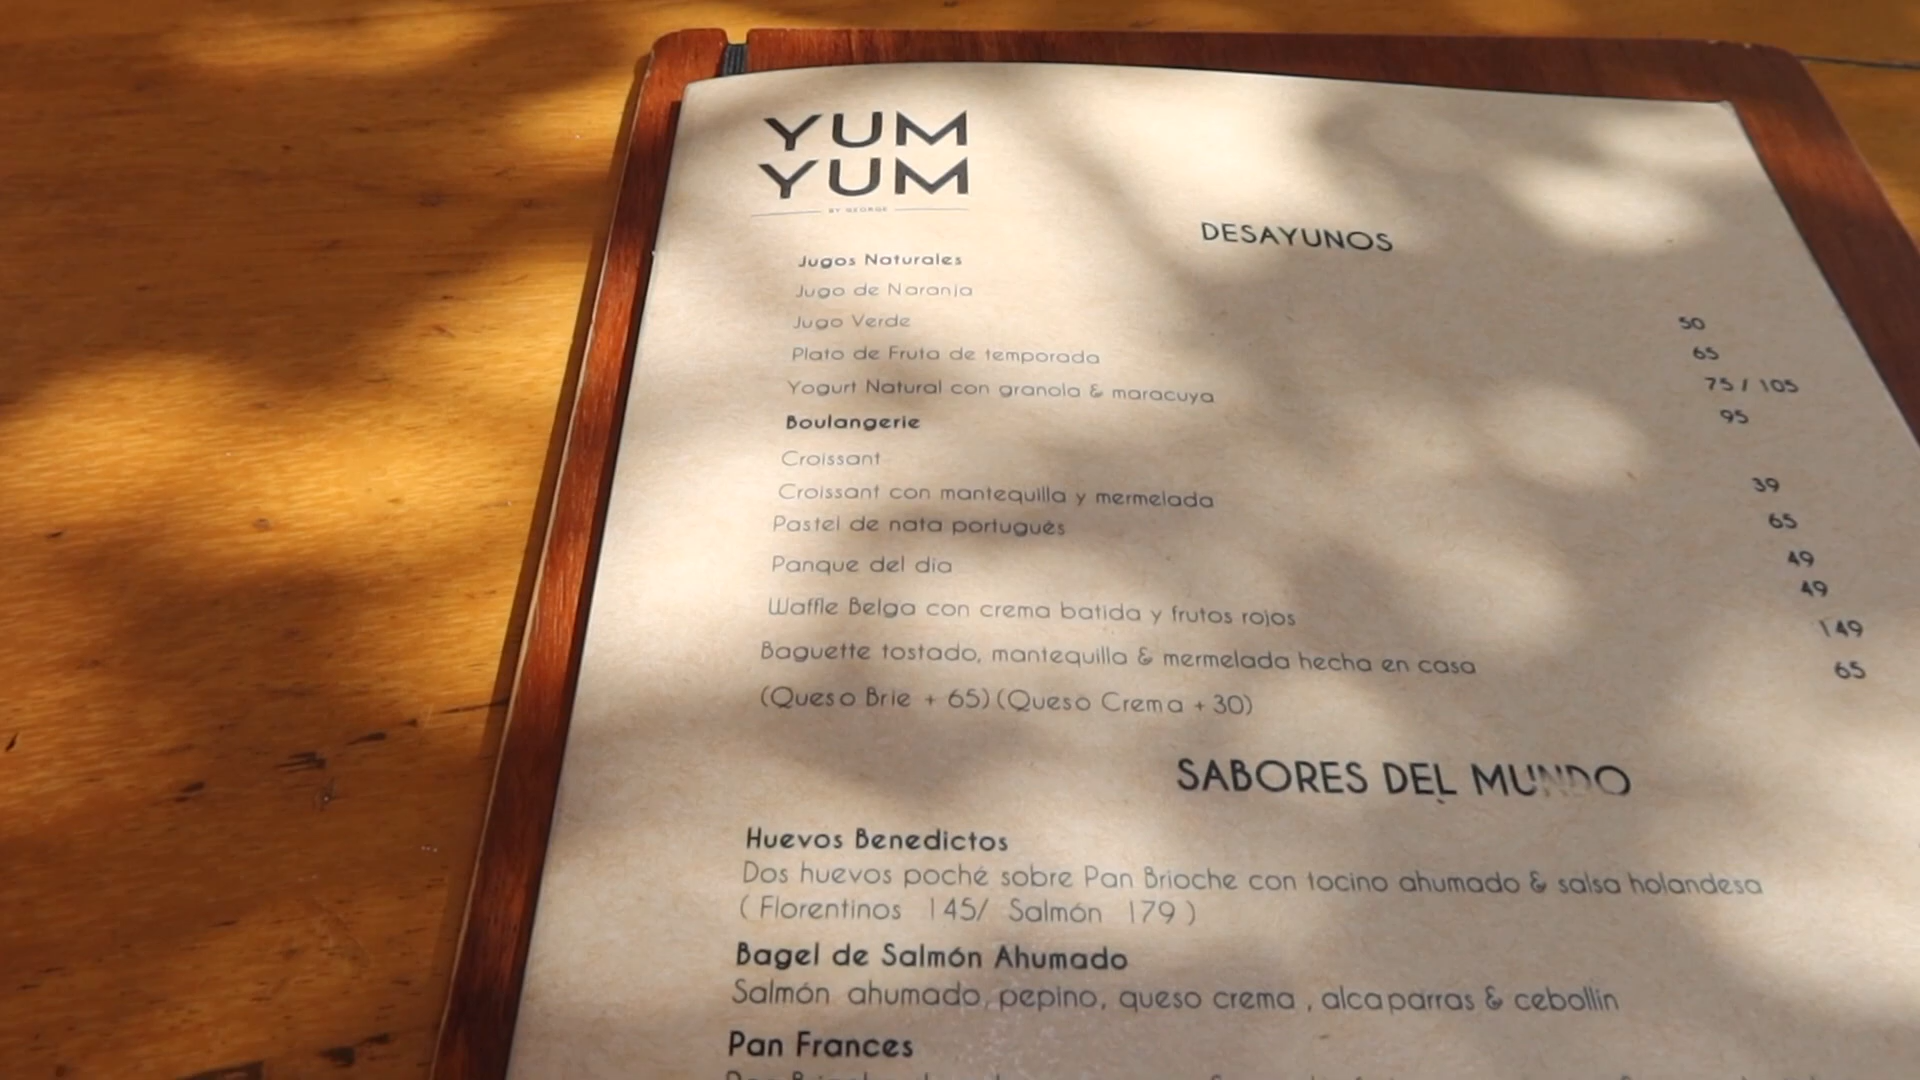 YUM
YUM
BY GEORGE
DESAYUNOS
Jugos Naturales
Jugo de Naranja
Jugo Verde 50
Plato de Fruta de temporada 65
Yogurt Natural con granola & maracuya 75 / 105
Boulangerie 95
Croissant
Croissant con mantequilla y mermelada 39
Pastel de nata portugués 65
Panque del dia 49
49
Waffle Belga con crema batida y frutos rojos 149
Baguette tostado, mantequilla & mermelada hecha en casa 65
(Queso Brie + 65) (Queso Crema + 30)
SABORES DEL MUNDO
Huevos Benedictos
Dos huevos poché sobre Pan Brioche con tocino ahumado & salsa holandesa
( Florentinos 145/ Salmón 179 )
Bagel de Salmón Ahumado
Salmón ahumado, pepino, queso crema , alcaparras & cebollin
Pan Frances